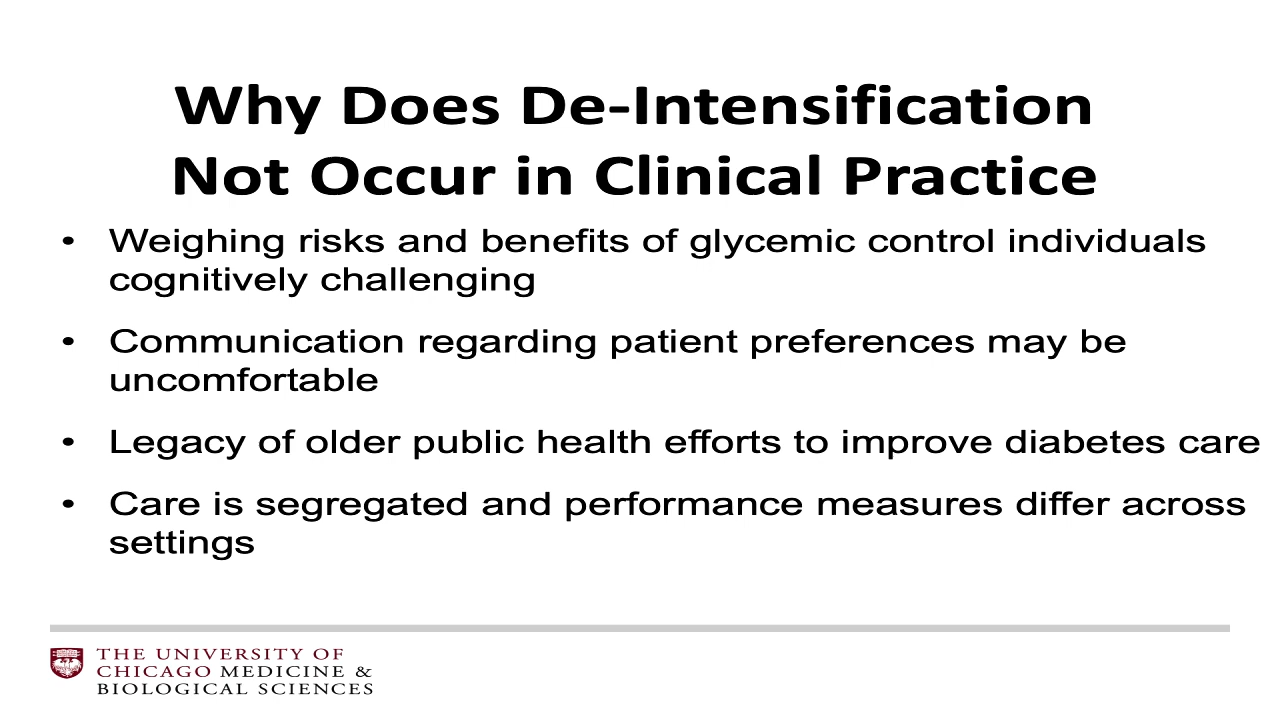 Why Does De-Intensification
Not Occur in Clinical Practice
• Weighing risks and benefits of glycemic control individuals
cognitively challenging
• Communication regarding patient preferences may be
uncomfortable
• Legacy of older public health efforts to improve diabetes care
• Care is segregated and performance measures differ across
settings
THE UNIVERSITY OF
CHICAGO MEDICINE &
BIOLOGICAL SCIENCES